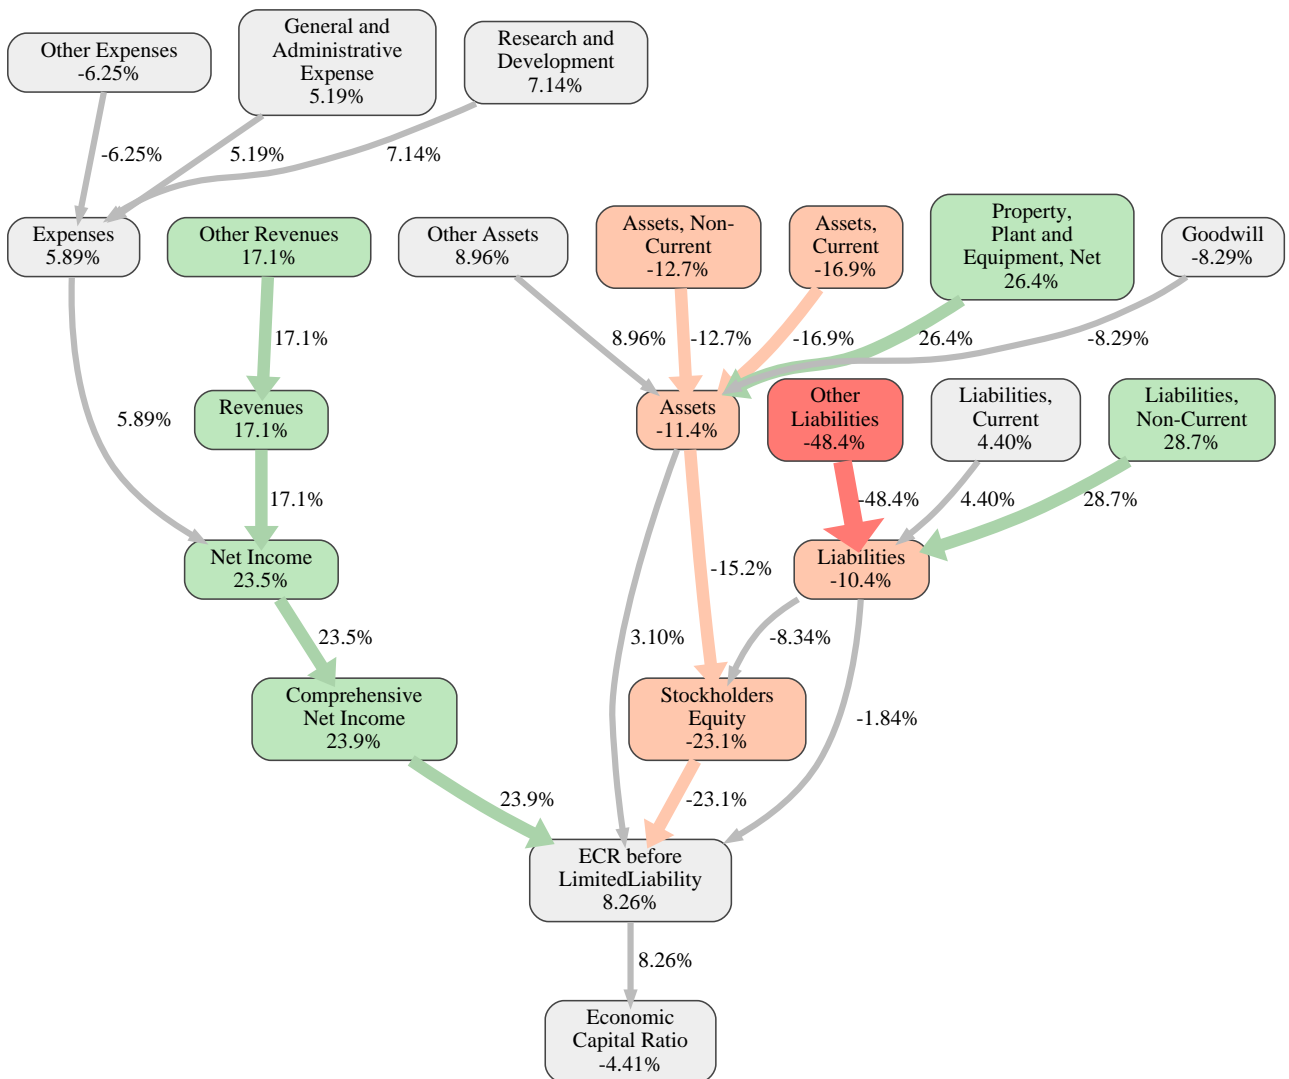 Other Expenses
-6.25%
General and
Administrative
Expense
5.19%
Research and
Development
7.14%
-6.25%
5.19%
7.14%
Expenses
5.89%
Other Revenues
17.1%
Other Assets
8.96%
Assets, Non-
Current
-12.7%
Assets,
Current
-16.9%
Property,
Plant and
Equipment, Net
26.4%
Goodwill
-8.29%
17.1%
8.96%
-12.7%
-16.9%
26.4%
-8.29%
5.89%
Revenues
17.1%
Assets
-11.4%
Other
Liabilities
-48.4%
Liabilities,
Current
4.40%
Liabilities,
Non-Current
28.7%
17.1%
-48.4%
4.40%
28.7%
Net Income
23.5%
-15.2%
Liabilities
-10.4%
23.5%
3.10%
-8.34%
Comprehensive
Net Income
23.9%
Stockholders
Equity
-23.1%
-1.84%
23.9%
-23.1%
ECR before
LimitedLiability
8.26%
8.26%
Economic
Capital Ratio
-4.41%